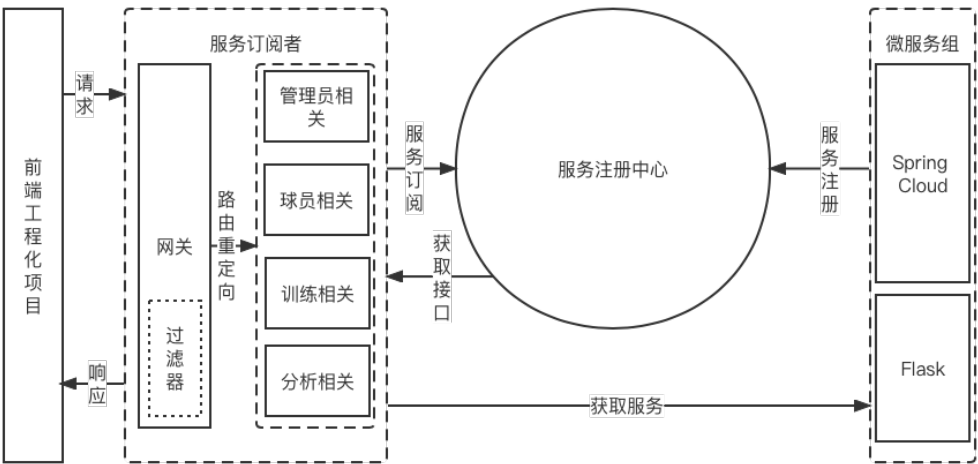 前端工程化项目
请求
响应
服务订阅者
网关
过滤器
路由重定向
管理员相
关
球员相关
训练相关
分析相关
服务订阅
获取接口
服务注册中心
服务注册
获取服务
微服务组
Spring
Cloud
Flask